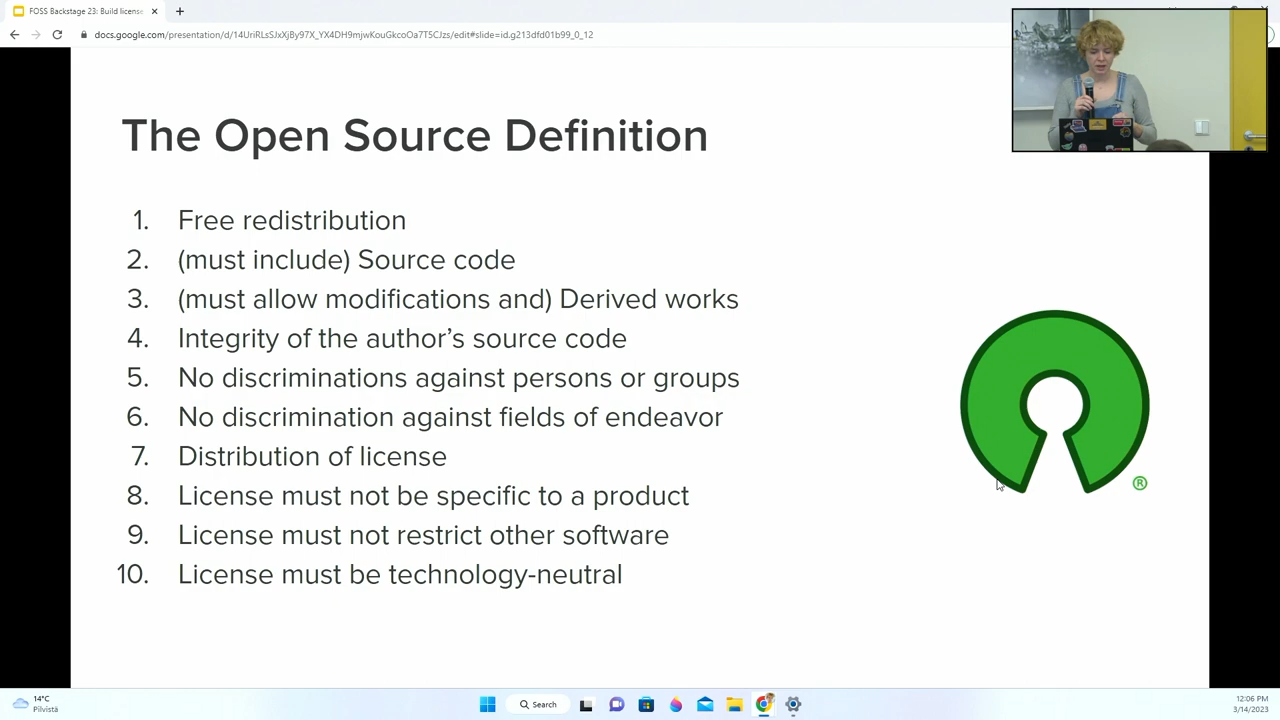 FOSS Backstage 23: Build license
docs.google.com/presentation/d/14UriRLsSJxXjBy97X_YX4DH9mjwKouGkcoOa7T5CJzs/edit#slide=id.g213dfd01b99_0_12
The Open Source Definition
1. Free redistribution
2. (must include) Source code
3. (must allow modifications and) Derived works
4. Integrity of the author’s source code
5. No discriminations against persons or groups
6. No discrimination against fields of endeavor
7. Distribution of license
8. License must not be specific to a product
9. License must not restrict other software
10. License must be technology-neutral
®
14°C
Pilvistä
Search
12:06 PM
3/14/2023